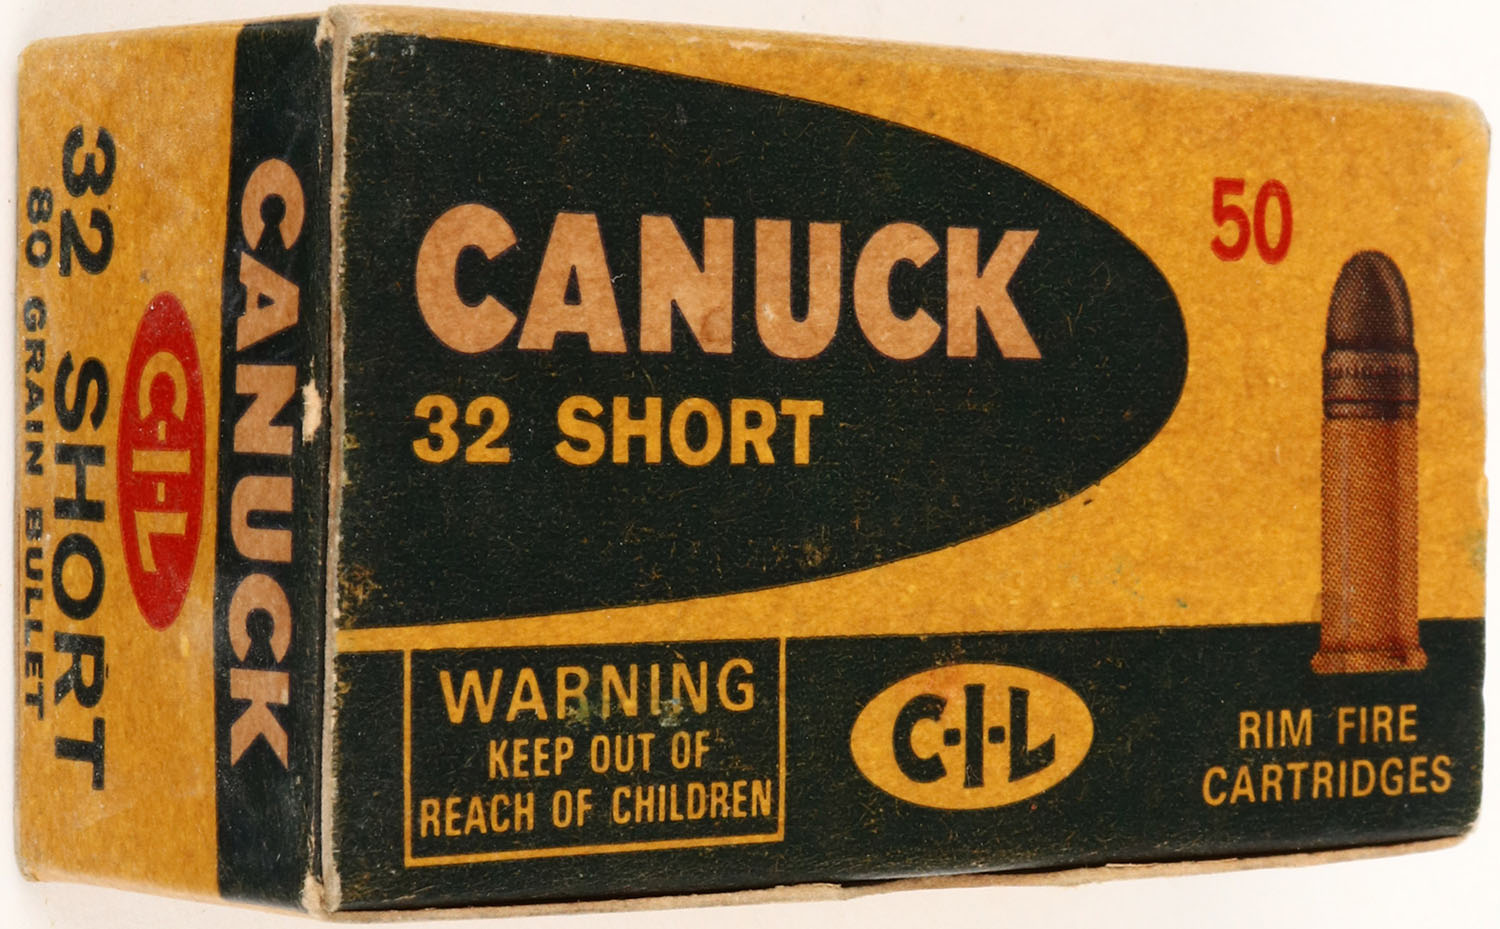 CANUCK
32 SHORT
50
WARNING
KEEP OUT OF
REACH OF CHILDREN
C-I-L
RIM FIRE
CARTRIDGES
CANUCK
C-I-L
32 SHORT
80 GRAIN BULLET